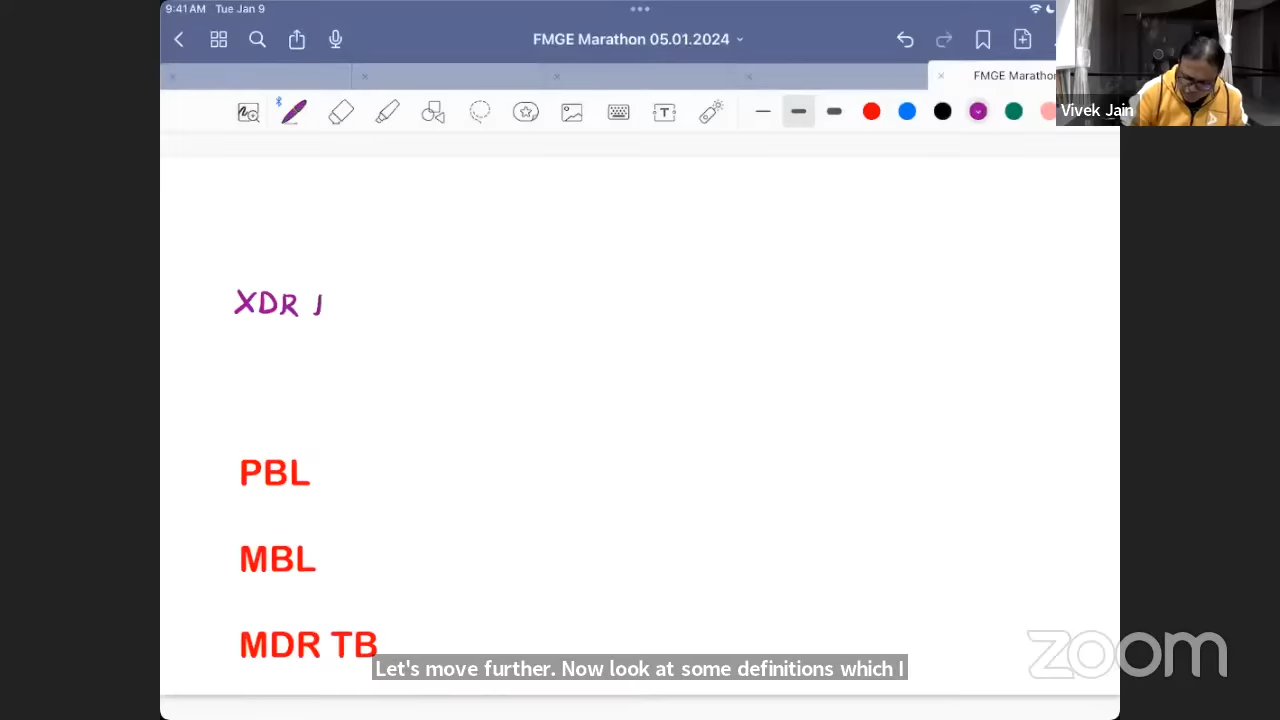 9:41 AM Tue Jan 9
FMGE Marathon 05.01.2024
FMGE Marathon
Vivek Jain
XDR
PBL
MBL
MDR TB
Let's move further. Now look at some definitions which I
zoom